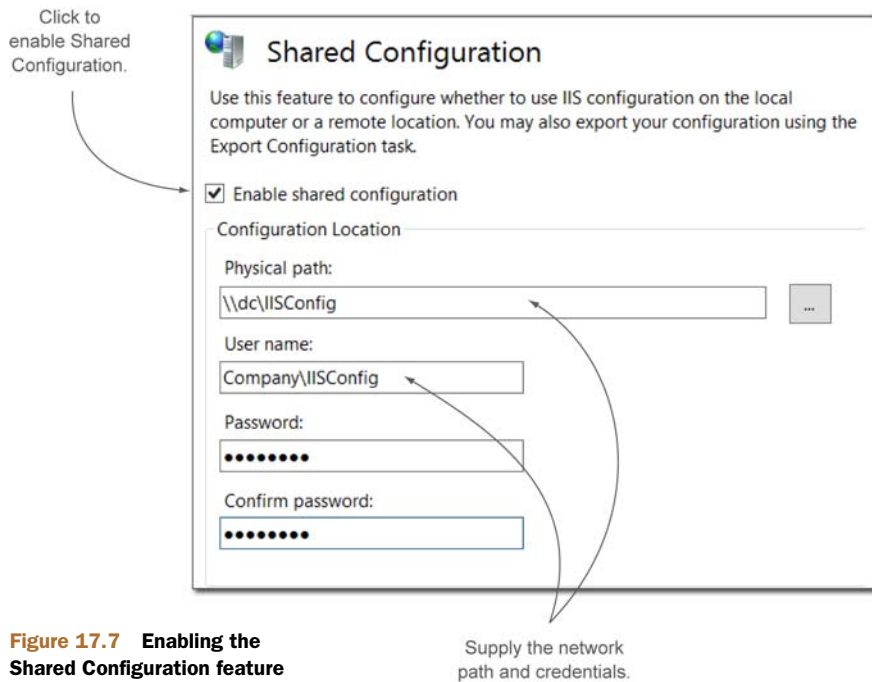 Click to
enable Shared
Configuration.
Shared Configuration
Use this feature to configure whether to use IIS configuration on the local
computer or a remote location. You may also export your configuration using the
Export Configuration task.
Enable shared configuration
Configuration Location
Physical path:
\\dc\IISConfig
...
User name:
Company\IISConfig
Password:
••••••••
Confirm password:
••••••••
Figure 17.7 Enabling the
Shared Configuration feature
Supply the network
path and credentials.